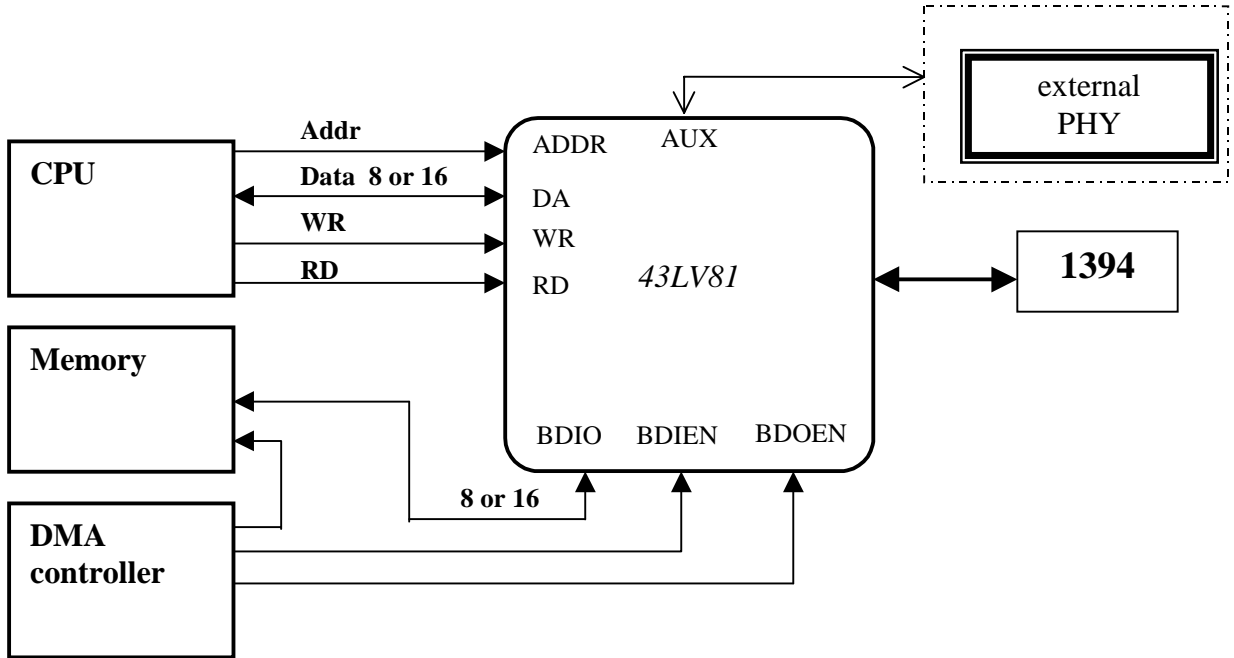 external
PHY
Addr
ADDR
AUX
CPU
Data 8 or 16
DA
WR
WR
RD
RD
43LV81
1394
Memory
BDIO
BDIEN
BDOEN
8 or 16
DMA
controller